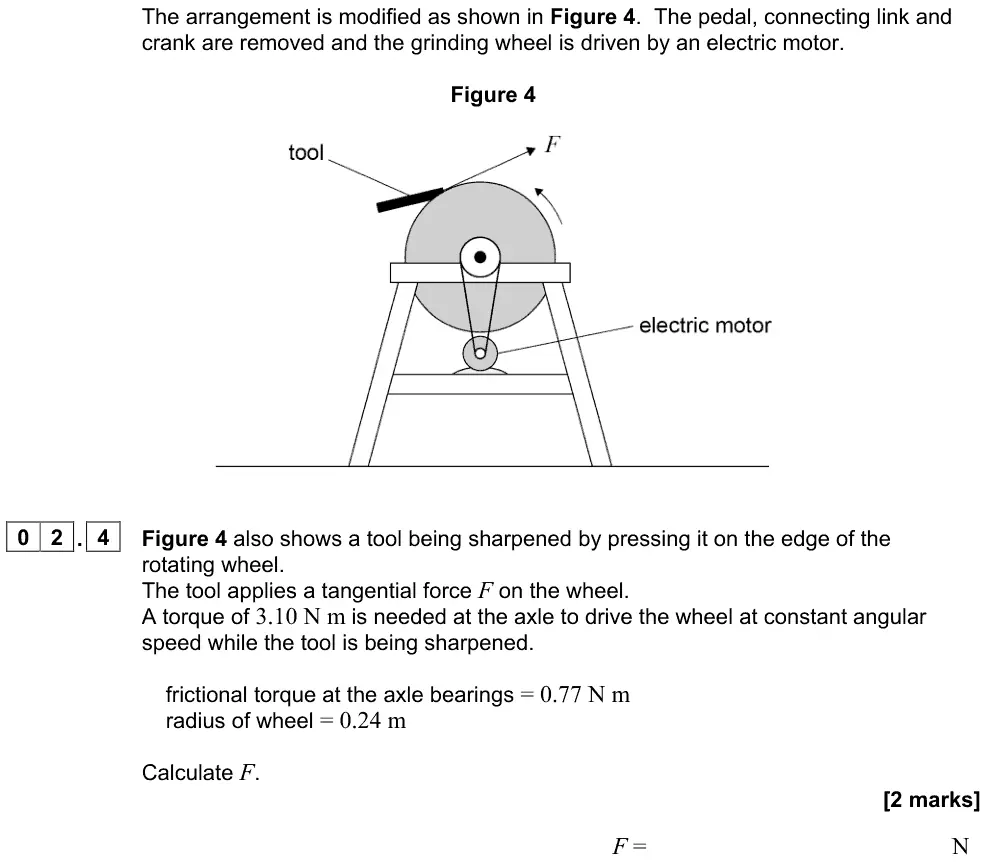 The arrangement is modified as shown in Figure 4. The pedal, connecting link and
crank are removed and the grinding wheel is driven by an electric motor.
Figure 4
tool
F
electric motor
0 2 . 4 Figure 4 also shows a tool being sharpened by pressing it on the edge of the
rotating wheel.
The tool applies a tangential force F on the wheel.
A torque of 3.10 N m is needed at the axle to drive the wheel at constant angular
speed while the tool is being sharpened.
frictional torque at the axle bearings = 0.77 N m
radius of wheel = 0.24 m
Calculate F.
[2 marks]
F = N